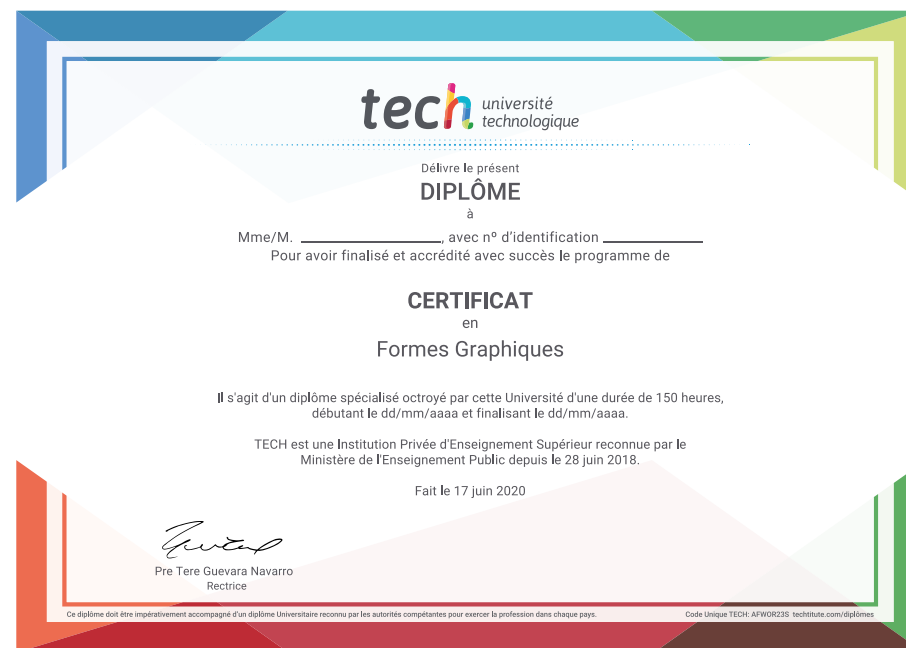 tech université
technologique
Délivre le présent
DIPLÔME
à
Mme/M. ____________________, avec nº d'identification ______________
Pour avoir finalisé et accrédité avec succès le programme de
CERTIFICAT
en
Formes Graphiques
Il s'agit d'un diplôme spécialisé octroyé par cette Université d'une durée de 150 heures,
débutant le dd/mm/aaaa et finalisant le dd/mm/aaaa.
TECH est une Institution Privée d'Enseignement Supérieur reconnue par le
Ministère de l'Enseignement Public depuis le 28 juin 2018.
Fait le 17 juin 2020
Pre Tere Guevara Navarro
Rectrice
Ce diplôme doit être impérativement accompagné d'un diplôme Universitaire reconnu par les autorités compétentes pour exercer la profession dans chaque pays.
Code Unique TECH: AFWOR23S techtitute.com/diplômes